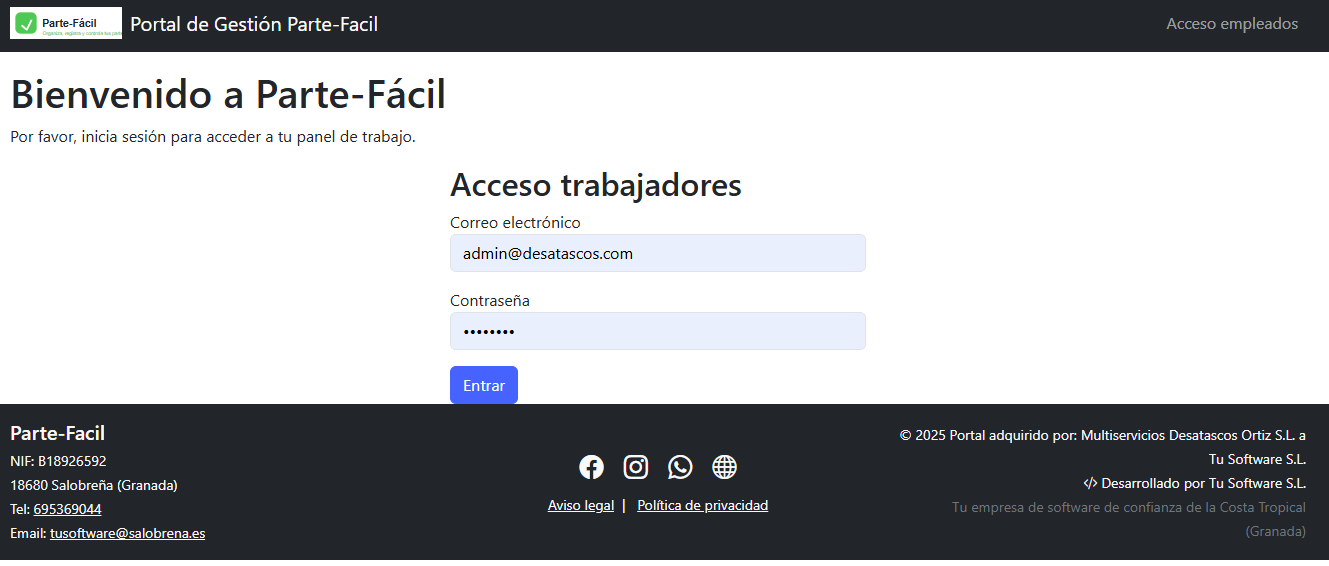 Parte-Fácil
Organiza, registra y controla tus partes
Portal de Gestión Parte-Facil
Acceso empleados
Bienvenido a Parte-Fácil
Por favor, inicia sesión para acceder a tu panel de trabajo.
Acceso trabajadores
Correo electrónico
admin@desatascos.com
Contraseña
••••••••
Entrar
Parte-Facil
NIF: B18926592
18680 Salobreña (Granada)
Tel: 695369044
Email: tusoftware@salobrena.es
Aviso legal | Política de privacidad
© 2025 Portal adquirido por: Multiservicios Desatascos Ortiz S.L. a
Tu Software S.L.
</> Desarrollado por Tu Software S.L.
Tu empresa de software de confianza de la Costa Tropical
(Granada)